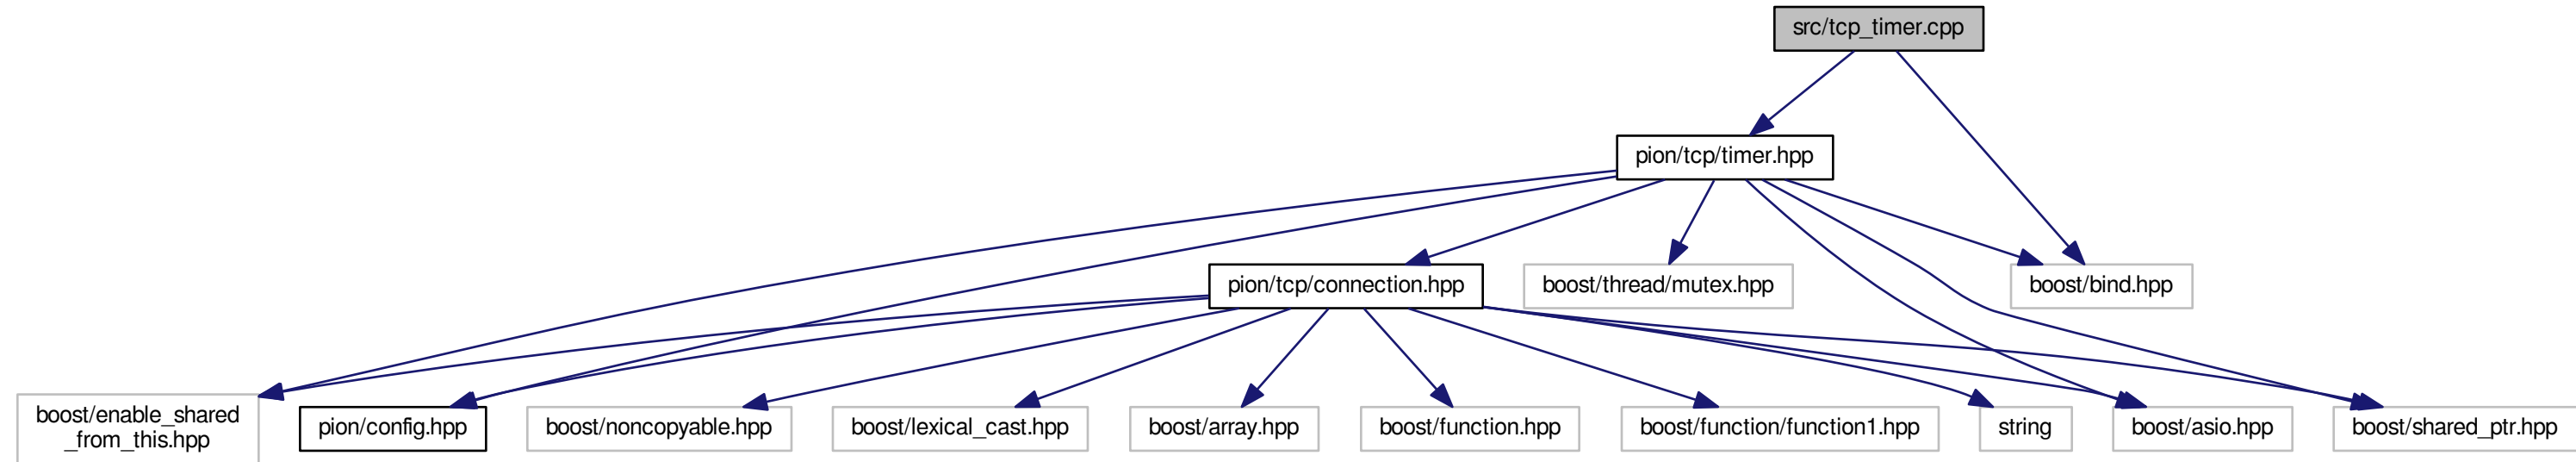 src/tcp_timer.cpp
pion/tcp/timer.hpp
pion/tcp/connection.hpp
boost/thread/mutex.hpp
boost/bind.hpp
boost/enable_shared
_from_this.hpp
pion/config.hpp
boost/noncopyable.hpp
boost/lexical_cast.hpp
boost/array.hpp
boost/function.hpp
boost/function/function1.hpp
string
boost/asio.hpp
boost/shared_ptr.hpp